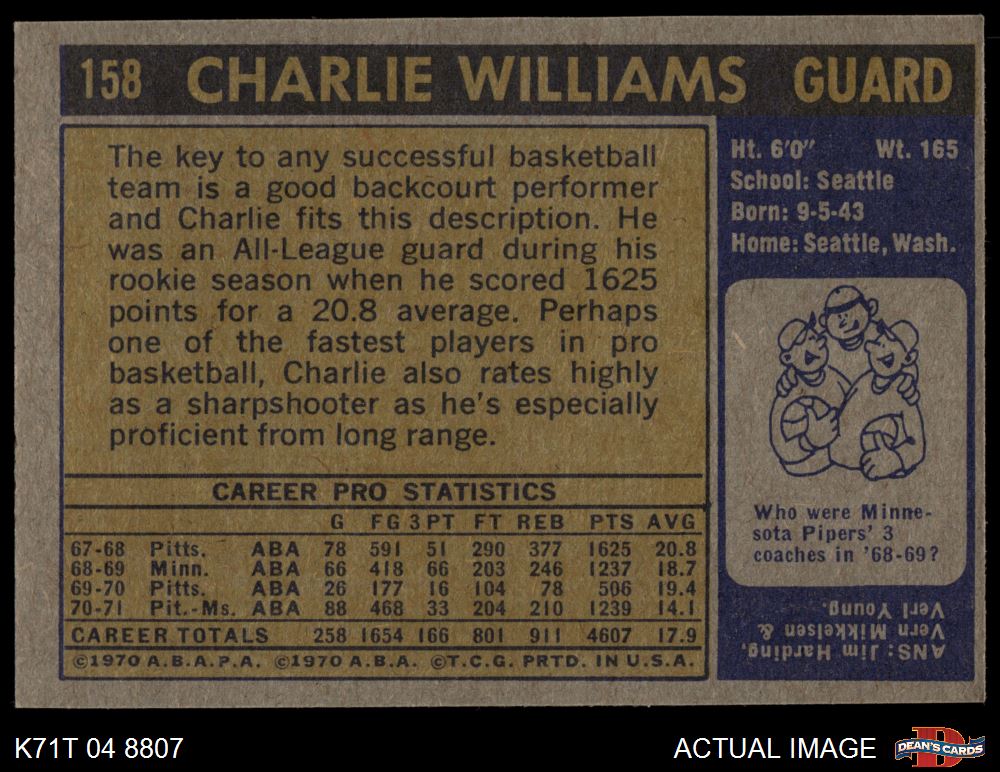 158 CHARLIE WILLIAMS GUARD
The key to any successful basketball
team is a good backcourt performer
and Charlie fits this description. He
was an All-League guard during his
rookie season when he scored 1625
points for a 20.8 average. Perhaps
one of the fastest players in pro
basketball, Charlie also rates highly
as a sharpshooter as he's especially
proficient from long range.
CAREER PRO STATISTICS
G FG 3 PT FT REB PTS AVG
67-68 Pitts. ABA 78 591 51 290 377 1625 20.8
68-69 Minn. ABA 66 418 66 203 246 1237 18.7
69-70 Pitts. ABA 26 177 16 104 78 506 19.4
70-71 Pit.-Ms. ABA 88 468 33 204 210 1239 14.1
CAREER TOTALS 258 1654 166 801 911 4607 17.9
©1970 A.B.A.P.A. ©1970 A.B.A. ©T.C.G. PRTD. IN U.S.A.
Ht. 6'0" Wt. 165
School: Seattle
Born: 9-5-43
Home: Seattle, Wash.
Who were Minne-
sota Pipers' 3
coaches in '68-69?
ANS: Jim Harding,
Vern Mikkelsen &
Verl Young.
K71T 04 8807
ACTUAL IMAGE
D
DEAN'S CARDS